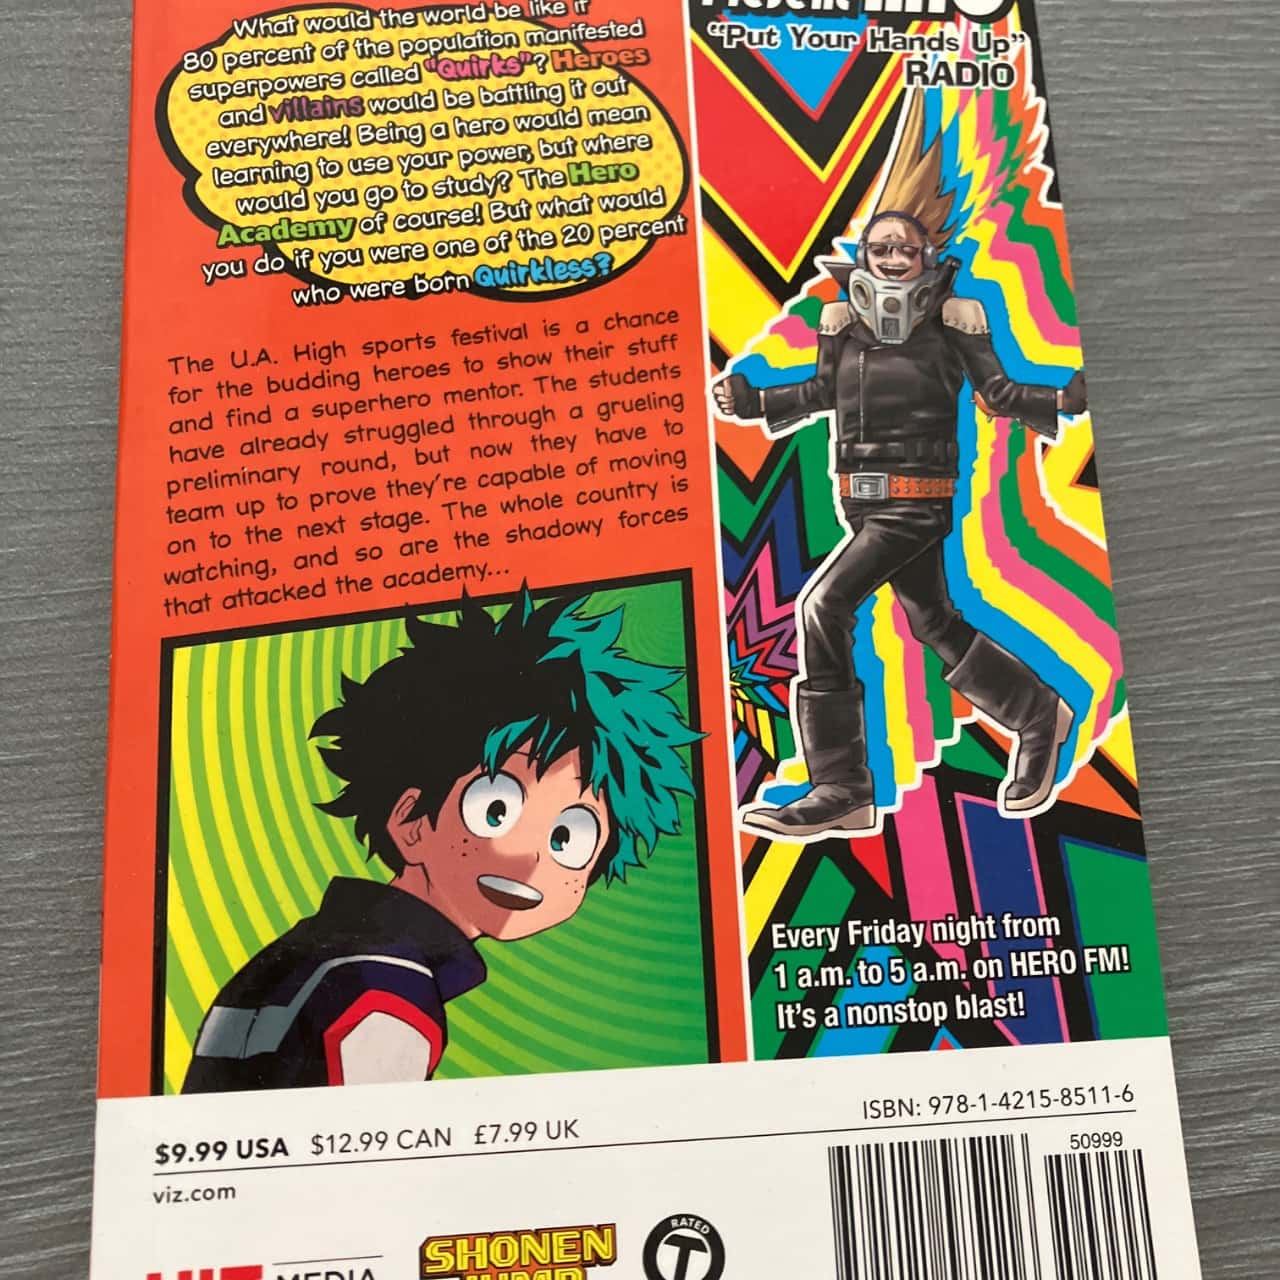 What would the world be like if
80 percent of the population manifested
superpowers called "Quirks"? Heroes
and villains would be battling it out
everywhere! Being a hero would mean
learning to use your power, but where
would you go to study? The Hero
Academy of course! But what would
you do if you were one of the 20 percent
who were born Quirkless?
The U.A. High sports festival is a chance
for the budding heroes to show their stuff
and find a superhero mentor. The students
have already struggled through a grueling
preliminary round, but now they have to
team up to prove they're capable of moving
on to the next stage. The whole country is
watching, and so are the shadowy forces
that attacked the academy...
Present MIC
"Put Your Hands Up"
RADIO
Every Friday night from
1 a.m. to 5 a.m. on HERO FM!
It's a nonstop blast!
ISBN: 978-1-4215-8511-6
50999
$9.99 USA $12.99 CAN £7.99 UK
viz.com
VIZ MEDIA
SHONEN
JUMP
RATED
T